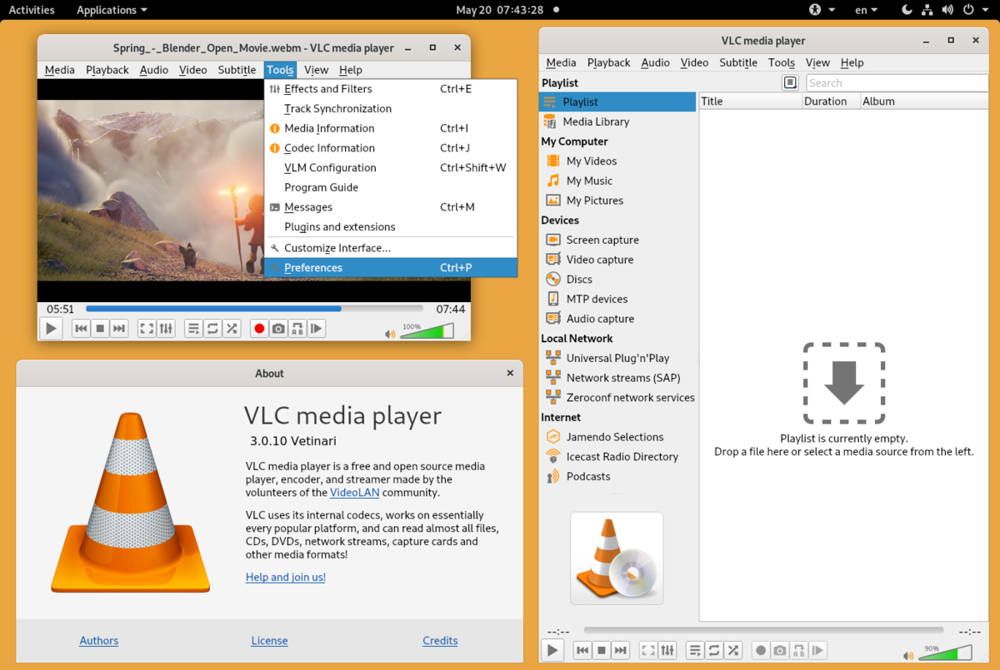 Activities
Applications
May 20 07:43:28
en
Spring_-_Blender_Open_Movie.webm - VLC media player
Media Playback Audio Video Subtitle Tools View Help
Effects and Filters Ctrl+E
Track Synchronization
Media Information Ctrl+I
Codec Information Ctrl+J
VLM Configuration Ctrl+Shift+W
Program Guide
Messages Ctrl+M
Plugins and extensions
Customize Interface...
Preferences Ctrl+P
05:51 07:44
A B
100%
About
VLC media player
3.0.10 Vetinari
VLC media player is a free and open source media
player, encoder, and streamer made by the
volunteers of the VideoLAN community.
VLC uses its internal codecs, works on essentially
every popular platform, and can read almost all files,
CDs, DVDs, network streams, capture cards and
other media formats!
Help and join us!
Authors License Credits
VLC media player
Media Playback Audio Video Subtitle Tools View Help
Playlist
Search
Playlist
Media Library
My Computer
My Videos
My Music
My Pictures
Devices
Screen capture
Video capture
Discs
MTP devices
Audio capture
Local Network
Universal Plug'n'Play
Network streams (SAP)
Zeroconf network services
Internet
Jamendo Selections
Icecast Radio Directory
Podcasts
Title Duration Album
Playlist is currently empty.
Drop a file here or select a media source from the left.
--:-- --:--
A B
90%